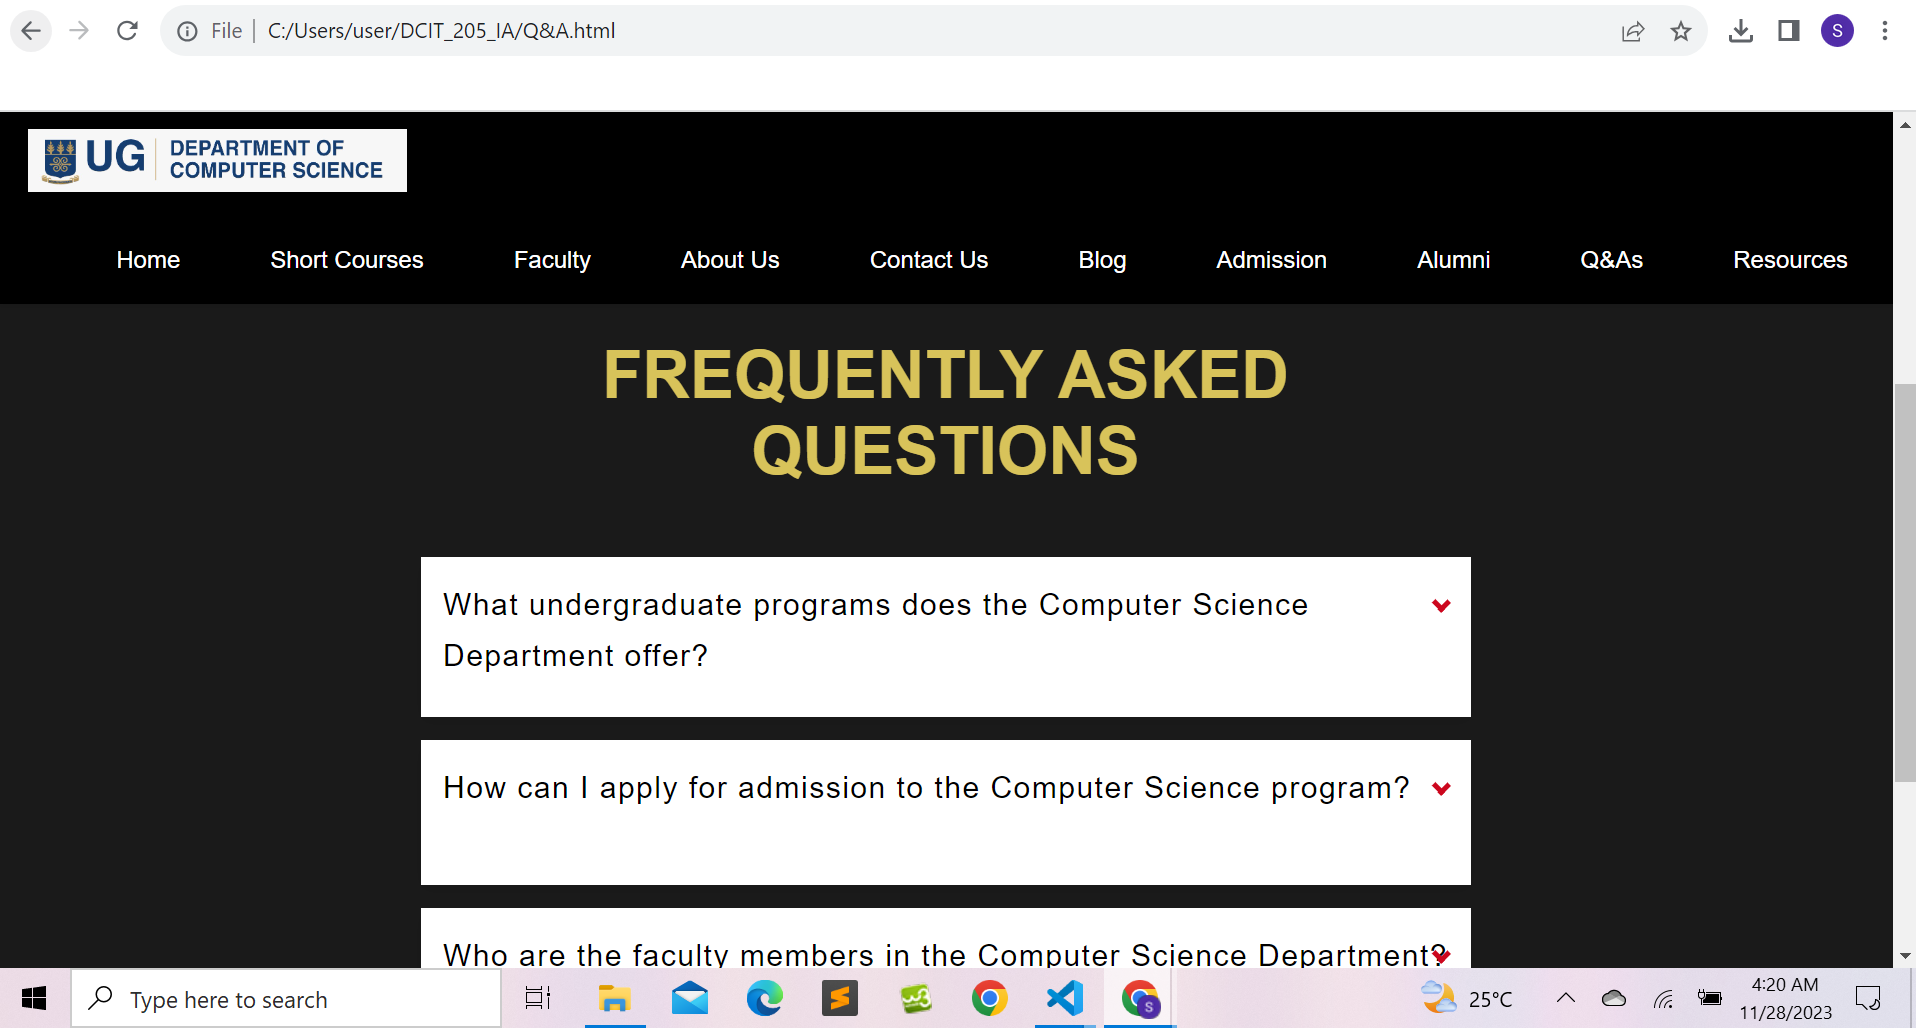 File
C:/Users/user/DCIT_205_IA/Q&A.html
S
UG
DEPARTMENT OF
COMPUTER SCIENCE
Home Short Courses Faculty About Us Contact Us Blog Admission Alumni Q&As Resources
FREQUENTLY ASKED
QUESTIONS
What undergraduate programs does the Computer Science
Department offer?
How can I apply for admission to the Computer Science program?
Who are the faculty members in the Computer Science Department?
Type here to search
w3
S
25°C
4:20 AM
11/28/2023